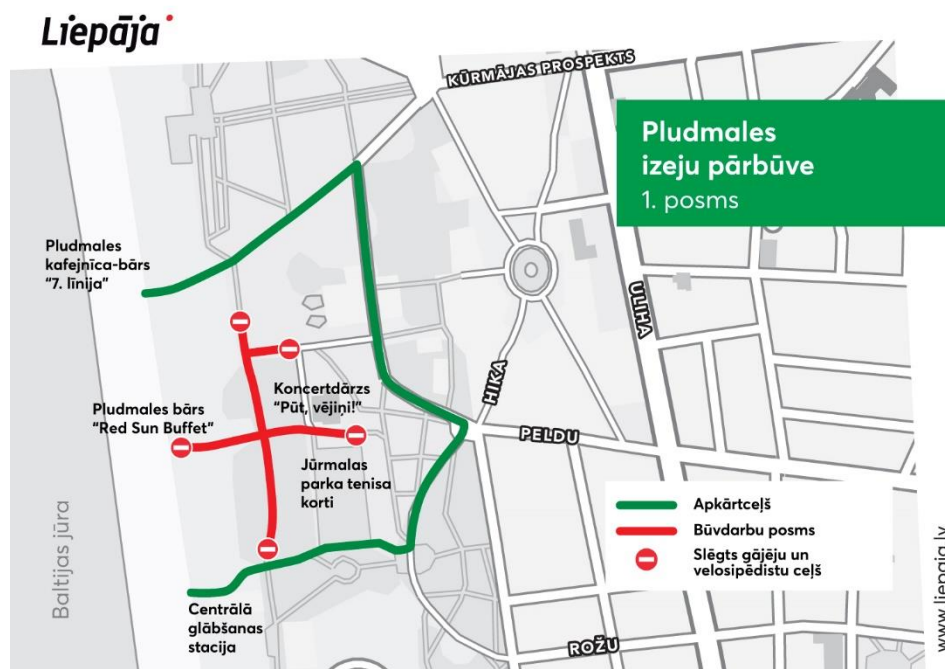 Liepāja
KŪRMĀJAS PROSPEKTS
Pludmales
izeju pārbūve
1. posms
Pludmales
kafejnīca-bārs
"7. līnija"
ULIHA
HIKA
Koncertdārzs
"Pūt, vējiņi!"
Pludmales bārs
"Red Sun Buffet"
PELDU
Jūrmalas
parka tenisa
korti
Apkārtceļš
Būvdarbu posms
Slēgts gājēju un
velosipēdistu ceļš
Baltijas jūra
Centrālā
glābšanas
stacija
ROŽU
www.liepaja.lv